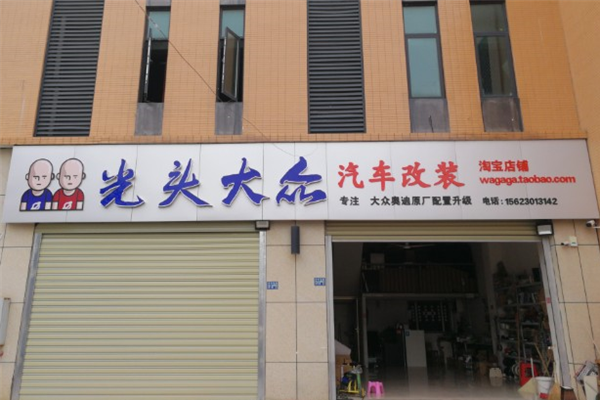 光头大众
汽车改装
淘宝店铺
wagaga.taobao.com
专注 大众奥迪原厂配置升级 电话:15623013142